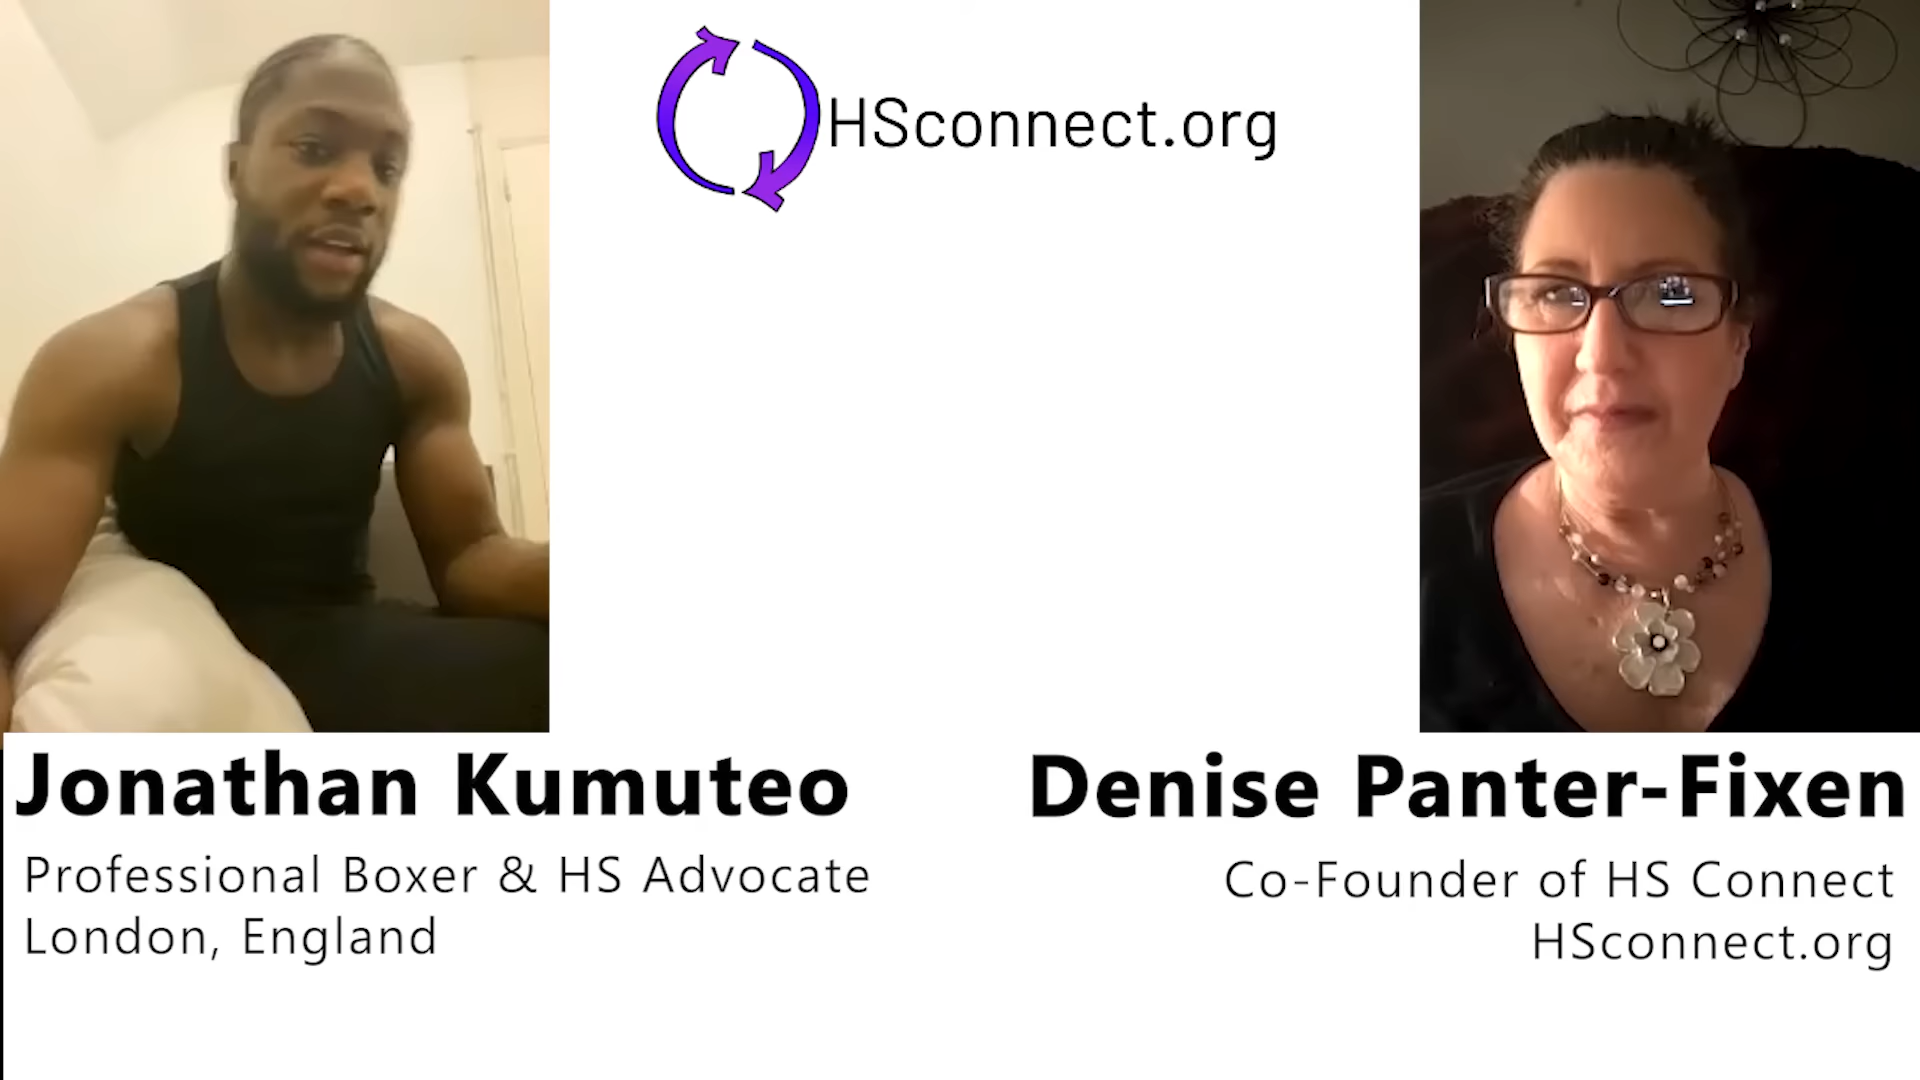 HSconnect.org
Jonathan Kumuteo
Professional Boxer & HS Advocate
London, England
Denise Panter-Fixen
Co-Founder of HS Connect
HSconnect.org